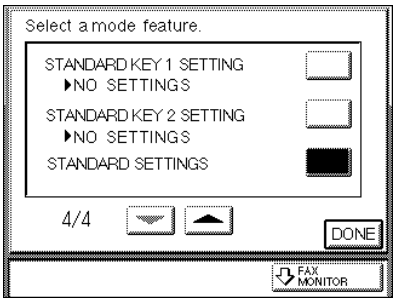 Select a mode feature.
STANDARD KEY 1 SETTING
▶NO SETTINGS
STANDARD KEY 2 SETTING
▶NO SETTINGS
STANDARD SETTINGS
4/4
DONE
FAX
MONITOR